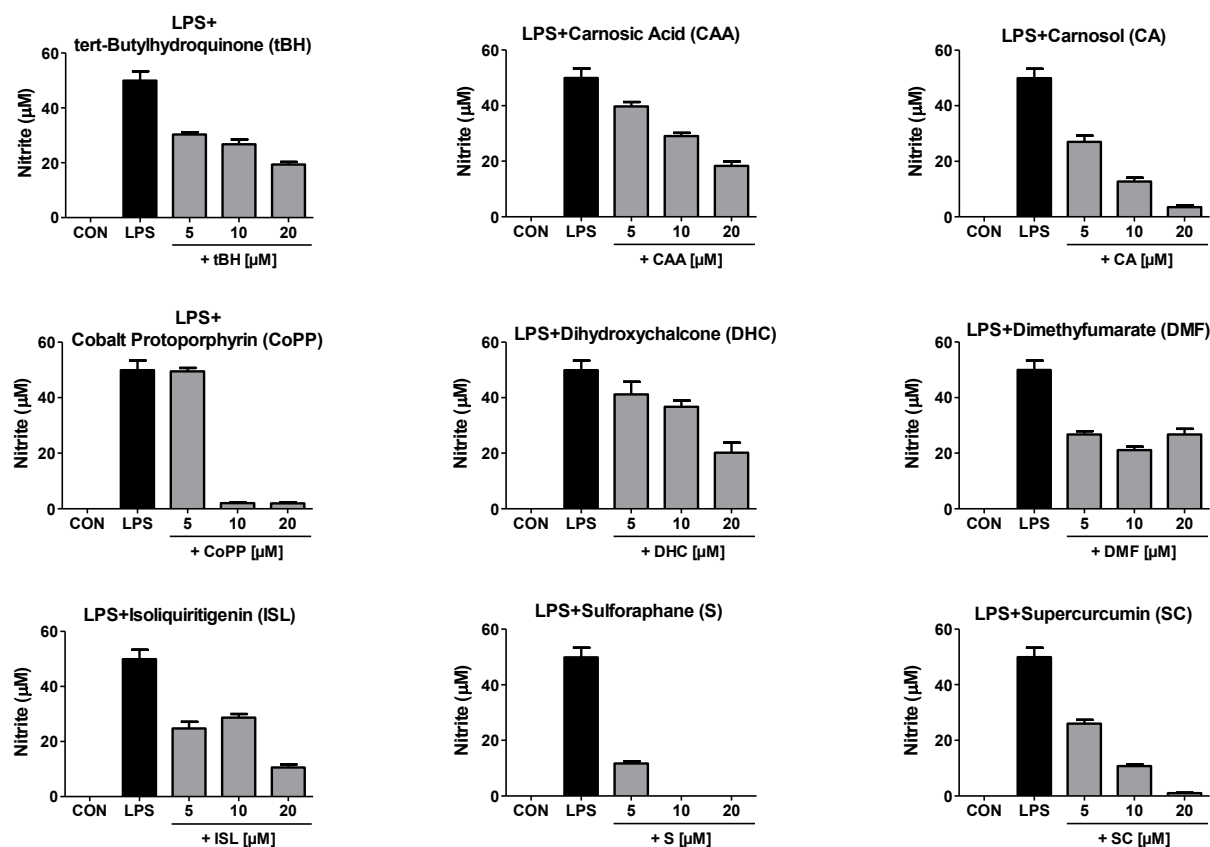 LPS+
tert-Butylhydroquinone (tBH)
Nitrite (µM)
60
40
20
0
CON LPS 5 10 20
+ tBH [µM]
LPS+Carnosic Acid (CAA)
Nitrite (µM)
60
40
20
0
CON LPS 5 10 20
+ CAA [µM]
LPS+Carnosol (CA)
Nitrite (µM)
60
40
20
0
CON LPS 5 10 20
+ CA [µM]
LPS+
Cobalt Protoporphyrin (CoPP)
Nitrite (µM)
60
40
20
0
CON LPS 5 10 20
+ CoPP [µM]
LPS+Dihydroxychalcone (DHC)
Nitrite (µM)
60
40
20
0
CON LPS 5 10 20
+ DHC [µM]
LPS+Dimethyfumarate (DMF)
Nitrite (µM)
60
40
20
0
CON LPS 5 10 20
+ DMF [µM]
LPS+Isoliquiritigenin (ISL)
Nitrite (µM)
60
40
20
0
CON LPS 5 10 20
+ ISL [µM]
LPS+Sulforaphane (S)
Nitrite (µM)
60
40
20
0
CON LPS 5 10 20
+ S [µM]
LPS+Supercurcumin (SC)
Nitrite (µM)
60
40
20
0
CON LPS 5 10 20
+ SC [µM]